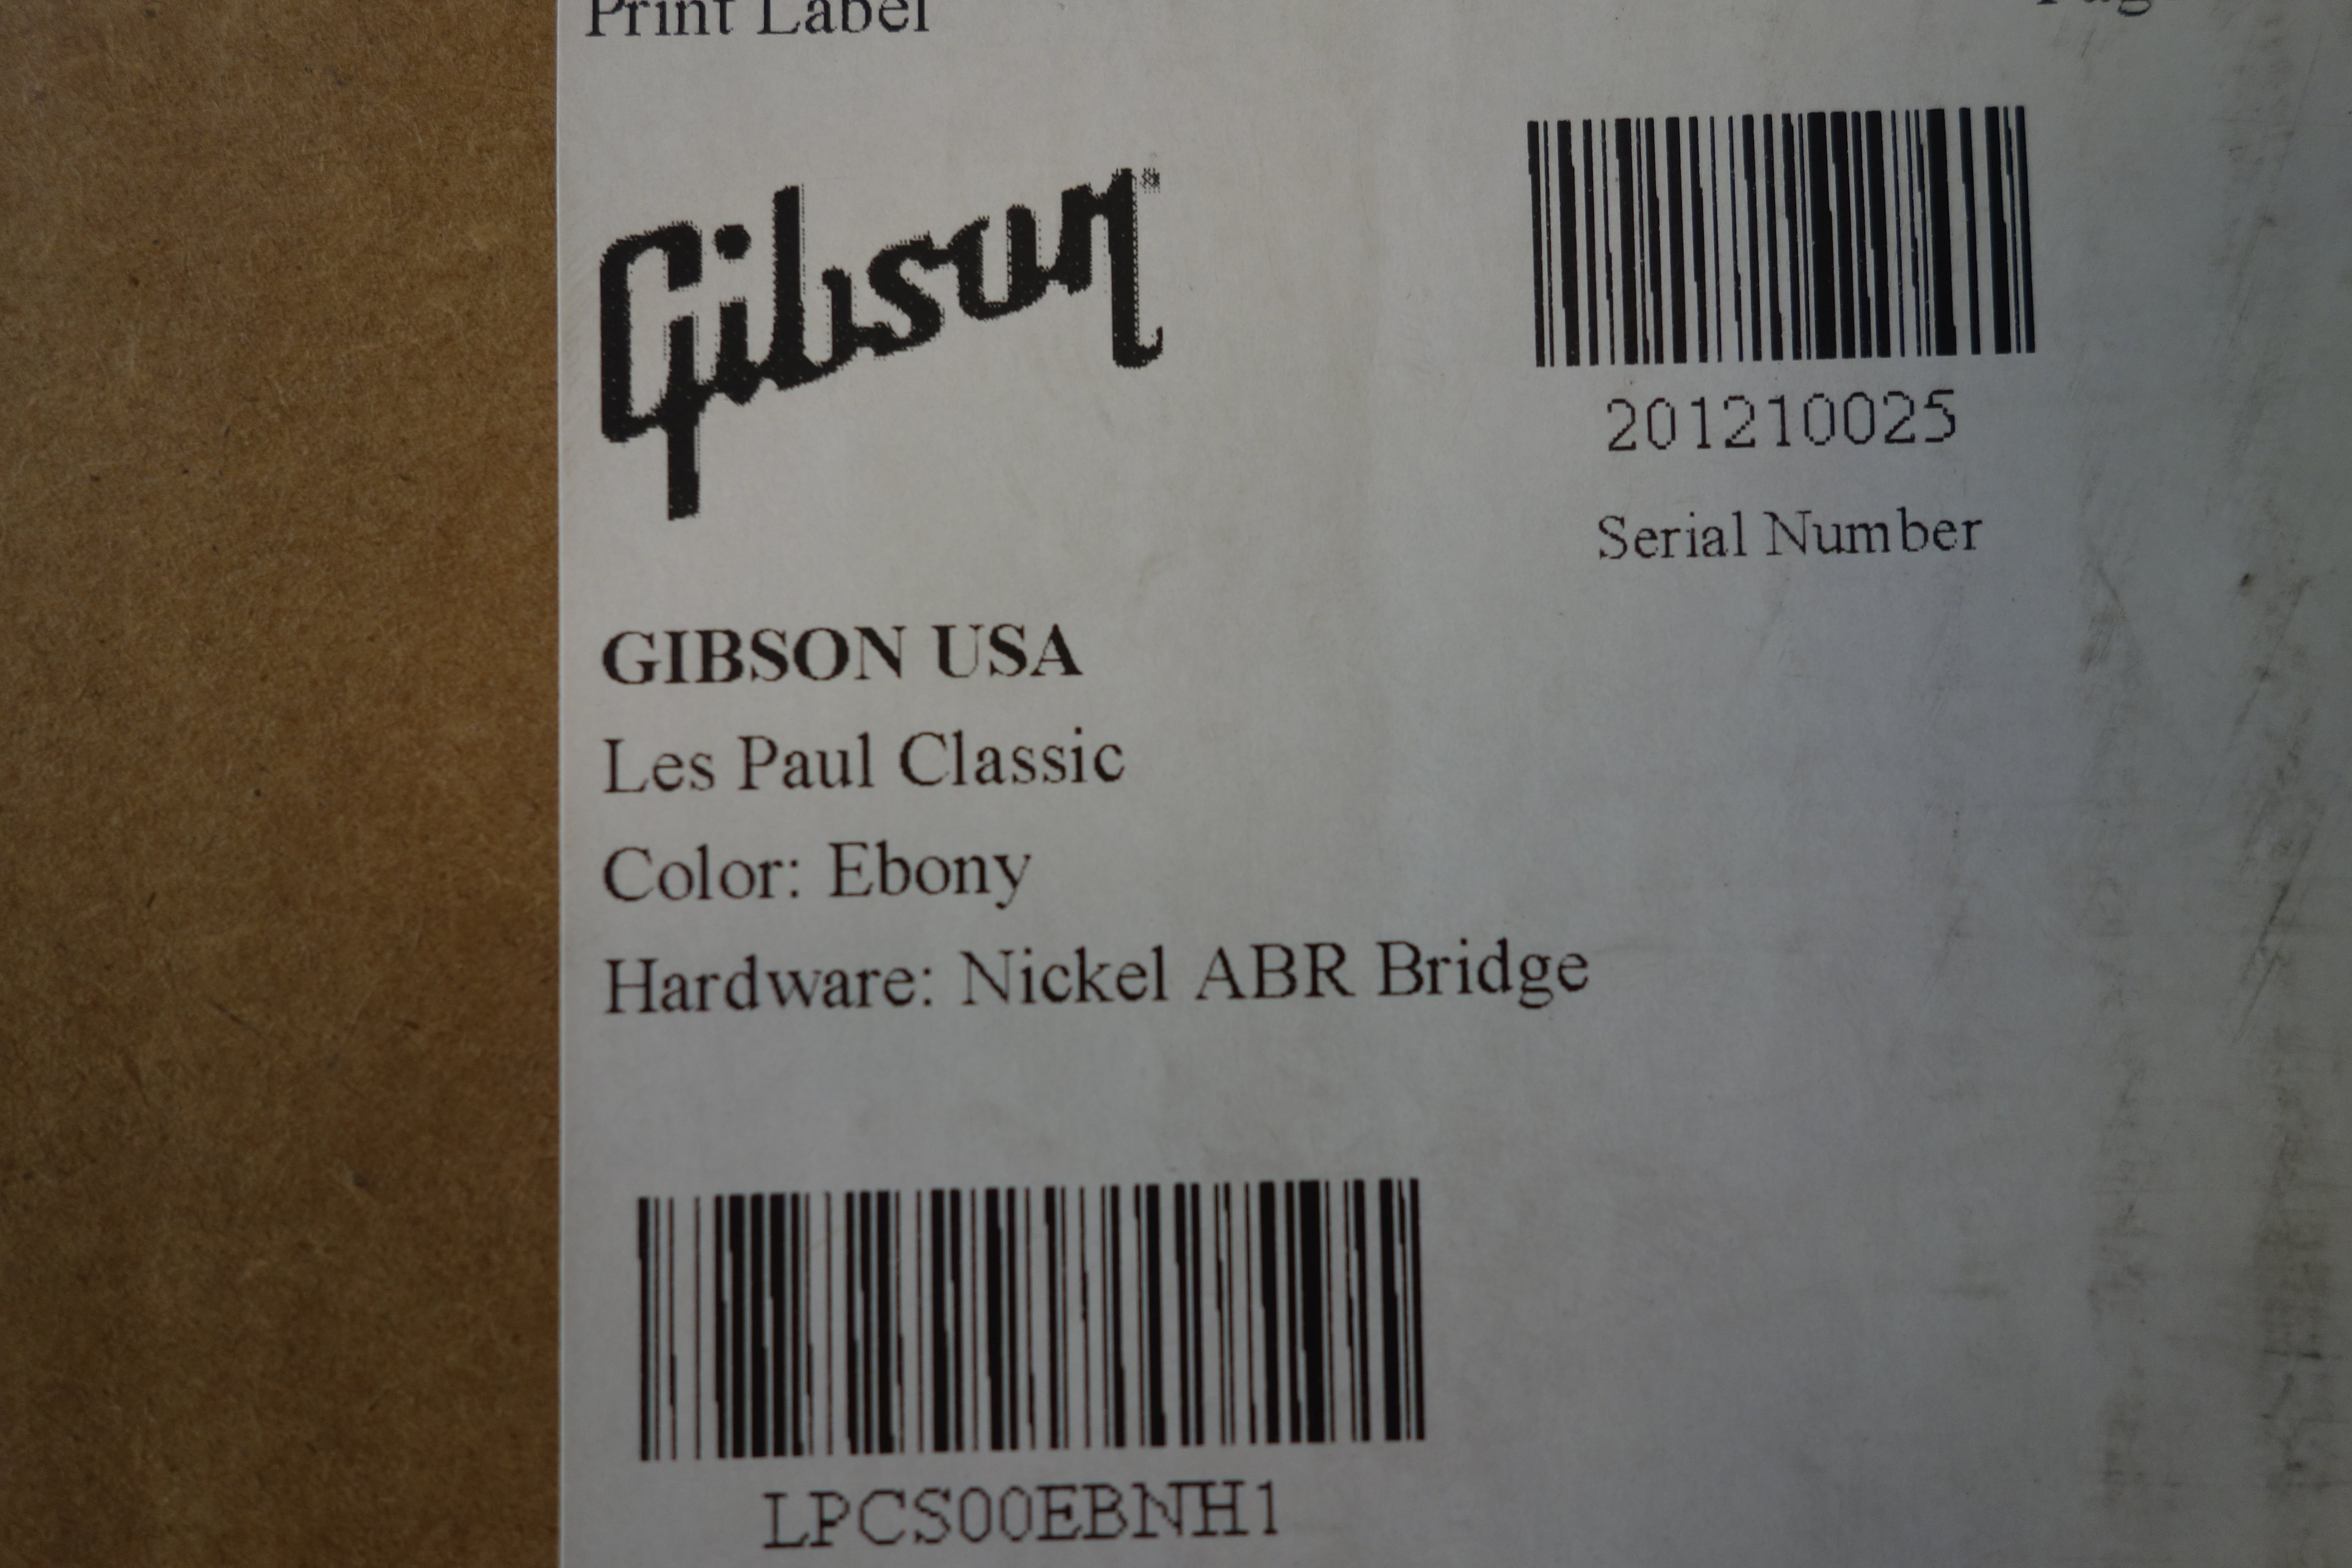 Print Label
Gibson
201210025
Serial Number
GIBSON USA
Les Paul Classic
Color: Ebony
Hardware: Nickel ABR Bridge
LPCS00EBNH1